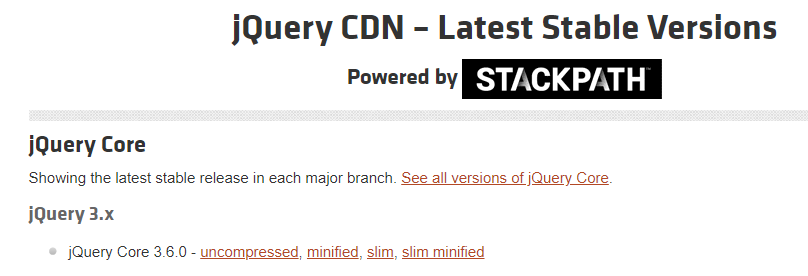 jQuery CDN – Latest Stable Versions
Powered by STACKPATH™
jQuery Core
Showing the latest stable release in each major branch. See all versions of jQuery Core.
jQuery 3.x
jQuery Core 3.6.0 - uncompressed, minified, slim, slim minified